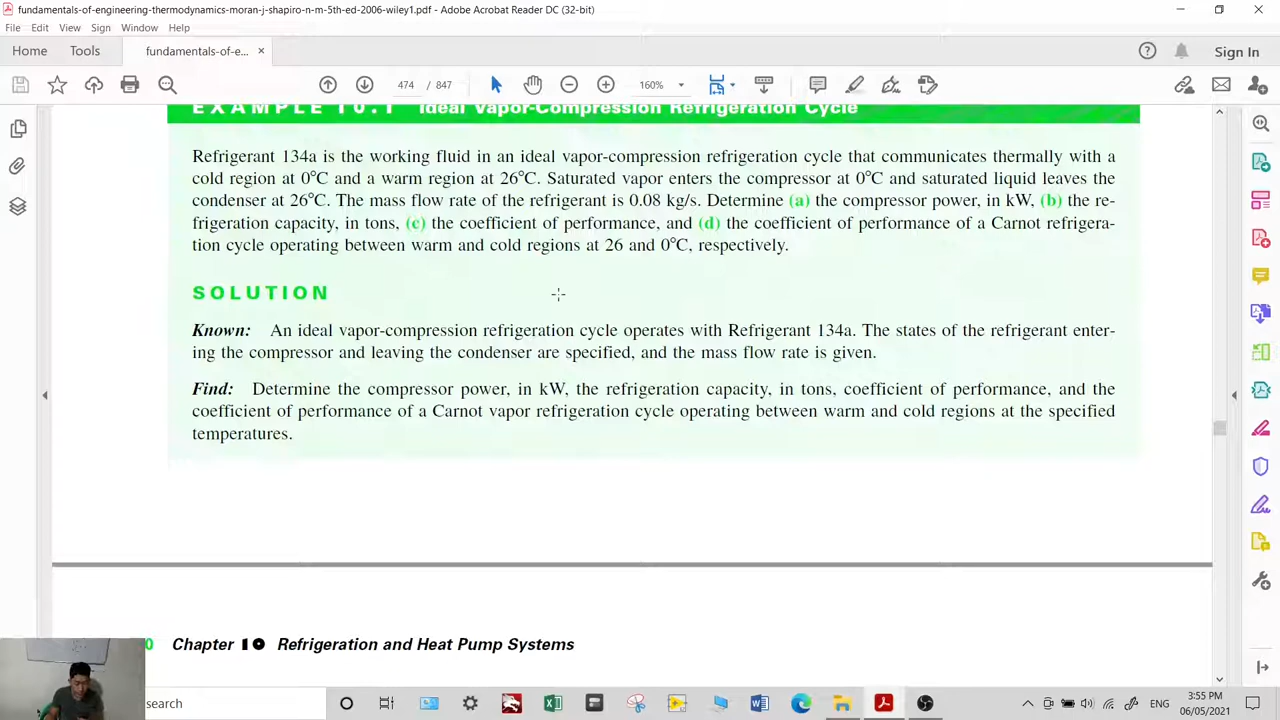 fundamentals-of-engineering-thermodynamics-moran-j-shapiro-n-m-5th-ed-2006-wiley1.pdf - Adobe Acrobat Reader DC (32-bit)
File Edit View Sign Window Help
Home Tools fundamentals-of-e... × Sign In
474 / 847 160%
EXAMPLE 10.1 Ideal Vapor-Compression Refrigeration Cycle
Refrigerant 134a is the working fluid in an ideal vapor-compression refrigeration cycle that communicates thermally with a
cold region at 0°C and a warm region at 26°C. Saturated vapor enters the compressor at 0°C and saturated liquid leaves the
condenser at 26°C. The mass flow rate of the refrigerant is 0.08 kg/s. Determine (a) the compressor power, in kW, (b) the re-
frigeration capacity, in tons, (c) the coefficient of performance, and (d) the coefficient of performance of a Carnot refrigera-
tion cycle operating between warm and cold regions at 26 and 0°C, respectively.
SOLUTION
Known: An ideal vapor-compression refrigeration cycle operates with Refrigerant 134a. The states of the refrigerant enter-
ing the compressor and leaving the condenser are specified, and the mass flow rate is given.
Find: Determine the compressor power, in kW, the refrigeration capacity, in tons, coefficient of performance, and the
coefficient of performance of a Carnot vapor refrigeration cycle operating between warm and cold regions at the specified
temperatures.
0 Chapter 10 Refrigeration and Heat Pump Systems
search
ENG
3:55 PM
06/05/2021